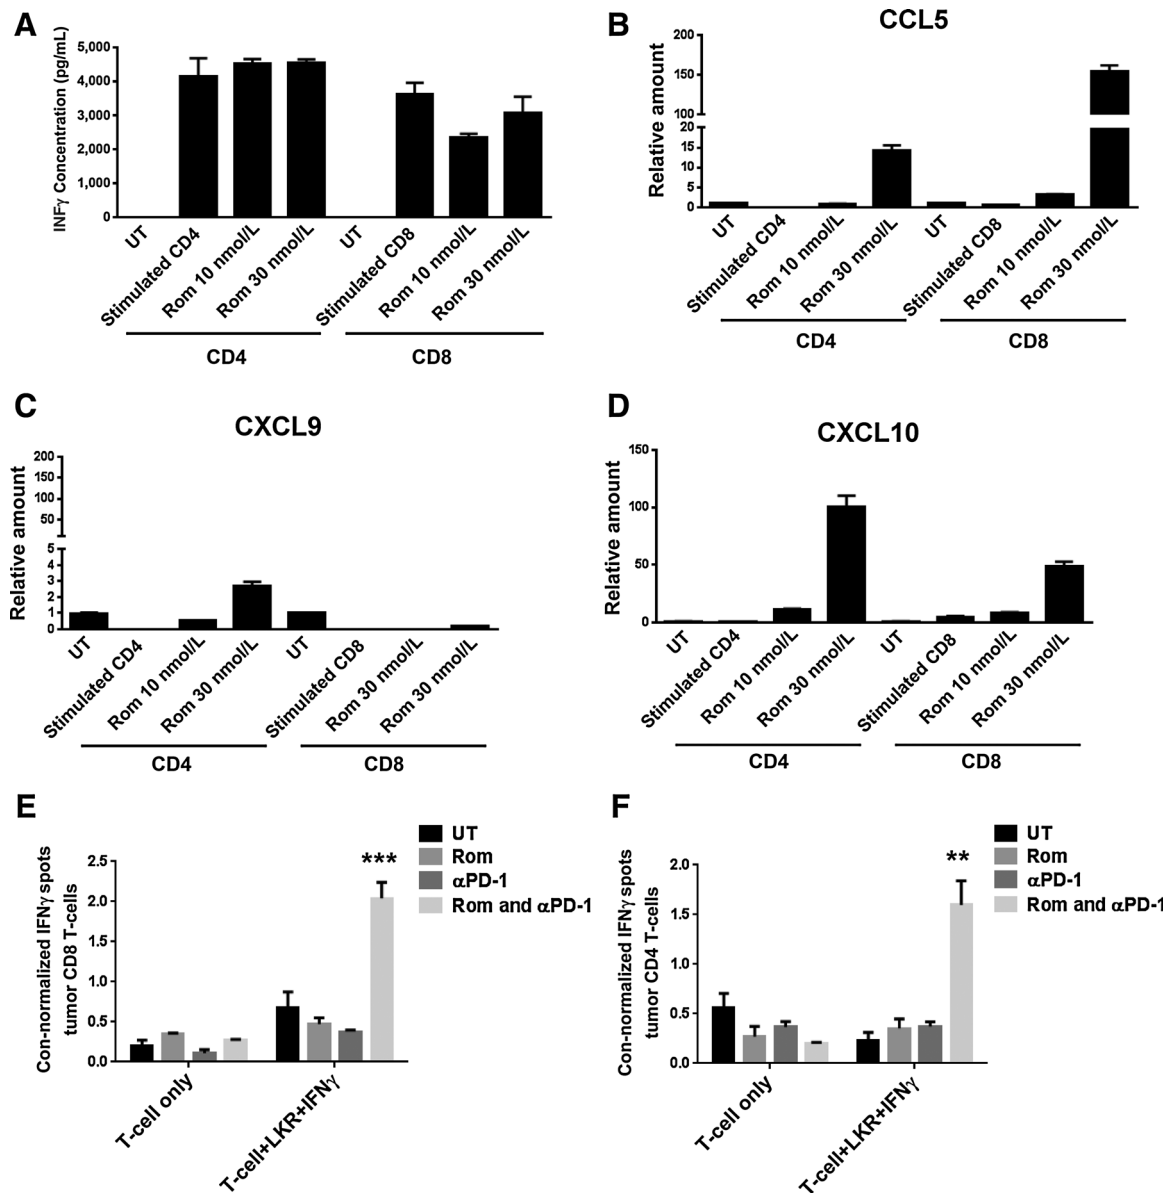 A
INFγ Concentration (pg/mL)
5,000
4,000
3,000
2,000
1,000
0
UT
Stimulated CD4
Rom 10 nmol/L
Rom 30 nmol/L
UT
Stimulated CD8
Rom 10 nmol/L
Rom 30 nmol/L
CD4
CD8
B
CCL5
Relative amount
200
150
100
20
15
10
5
0
UT
Stimulated CD4
Rom 10 nmol/L
Rom 30 nmol/L
UT
Stimulated CD8
Rom 10 nmol/L
Rom 30 nmol/L
CD4
CD8
C
CXCL9
Relative amount
200
150
100
50
5
4
3
2
1
0
UT
Stimulated CD4
Rom 10 nmol/L
Rom 30 nmol/L
UT
Stimulated CD8
Rom 30 nmol/L
Rom 30 nmol/L
CD4
CD8
D
CXCL10
Relative amount
150
100
50
0
UT
Stimulated CD4
Rom 10 nmol/L
Rom 30 nmol/L
UT
Stimulated CD8
Rom 10 nmol/L
Rom 30 nmol/L
CD4
CD8
E
Con-normalized IFNγ spots
tumor CD8 T-cells
2.5
2.0
1.5
1.0
0.5
0.0
***
T-cell only
T-cell+LKR+IFNγ
UT
Rom
αPD-1
Rom and αPD-1
F
Con-normalized IFNγ spots
tumor CD4 T-cells
2.0
1.5
1.0
0.5
0.0
**
T-cell only
T-cell+LKR+IFNγ
UT
Rom
αPD-1
Rom and αPD-1